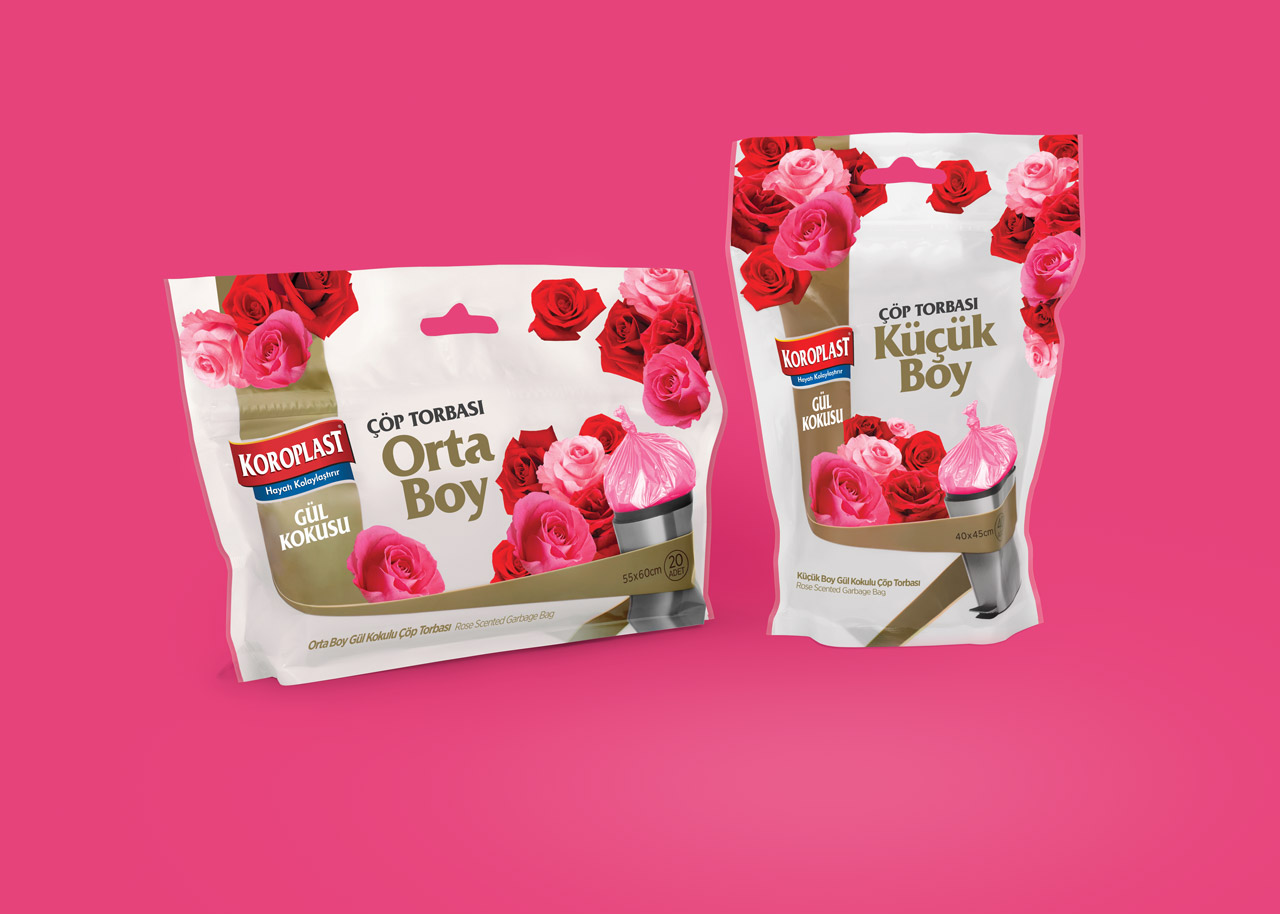 KOROPLAST
Hayatı Kolaylaştırır
GÜL
KOKUSU
ÇÖP TORBASI
Orta
Boy
55x60cm
20
ADET
Orta Boy Gül Kokulu Çöp Torbası Rose Scented Garbage Bag
ÇÖP TORBASI
Küçük
Boy
KOROPLAST
Hayatı Kolaylaştırır
GÜL
KOKUSU
40x45cm
Küçük Boy Gül Kokulu Çöp Torbası
Rose Scented Garbage Bag